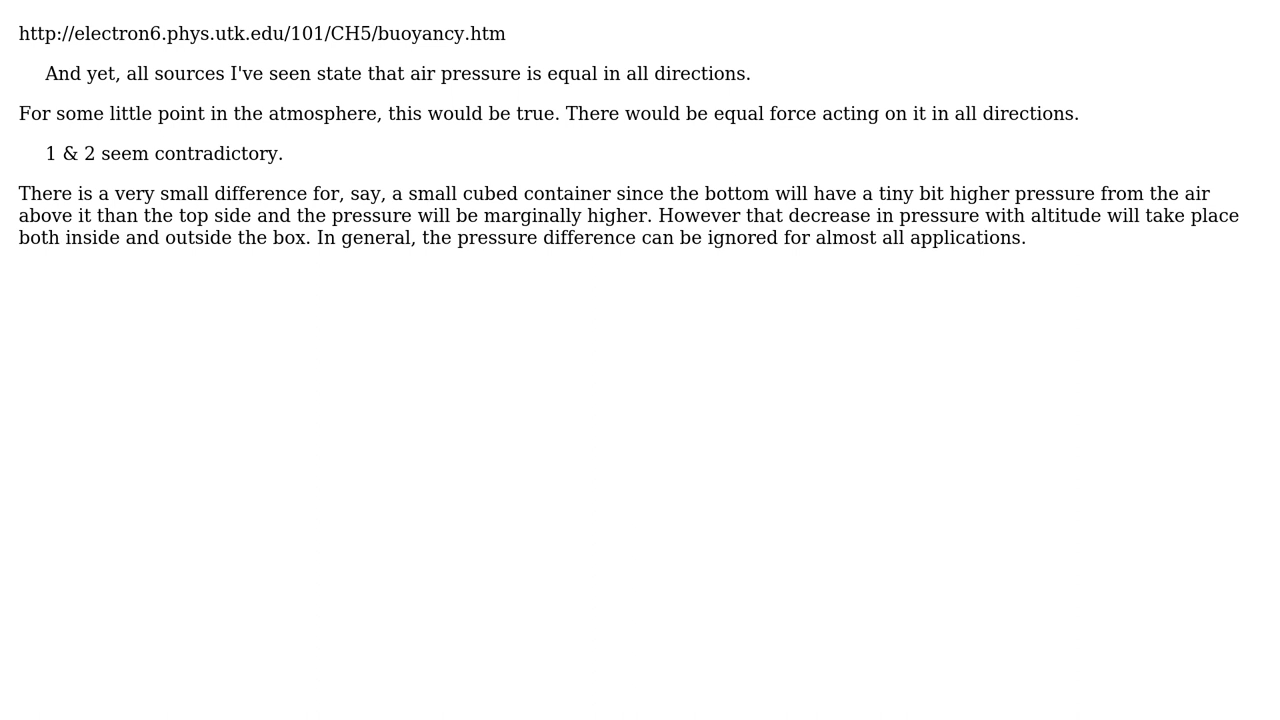 http://electron6.phys.utk.edu/101/CH5/buoyancy.htm
And yet, all sources I've seen state that air pressure is equal in all directions.
For some little point in the atmosphere, this would be true. There would be equal force acting on it in all directions.
1 & 2 seem contradictory.
There is a very small difference for, say, a small cubed container since the bottom will have a tiny bit higher pressure from the air
above it than the top side and the pressure will be marginally higher. However that decrease in pressure with altitude will take place
both inside and outside the box. In general, the pressure difference can be ignored for almost all applications.